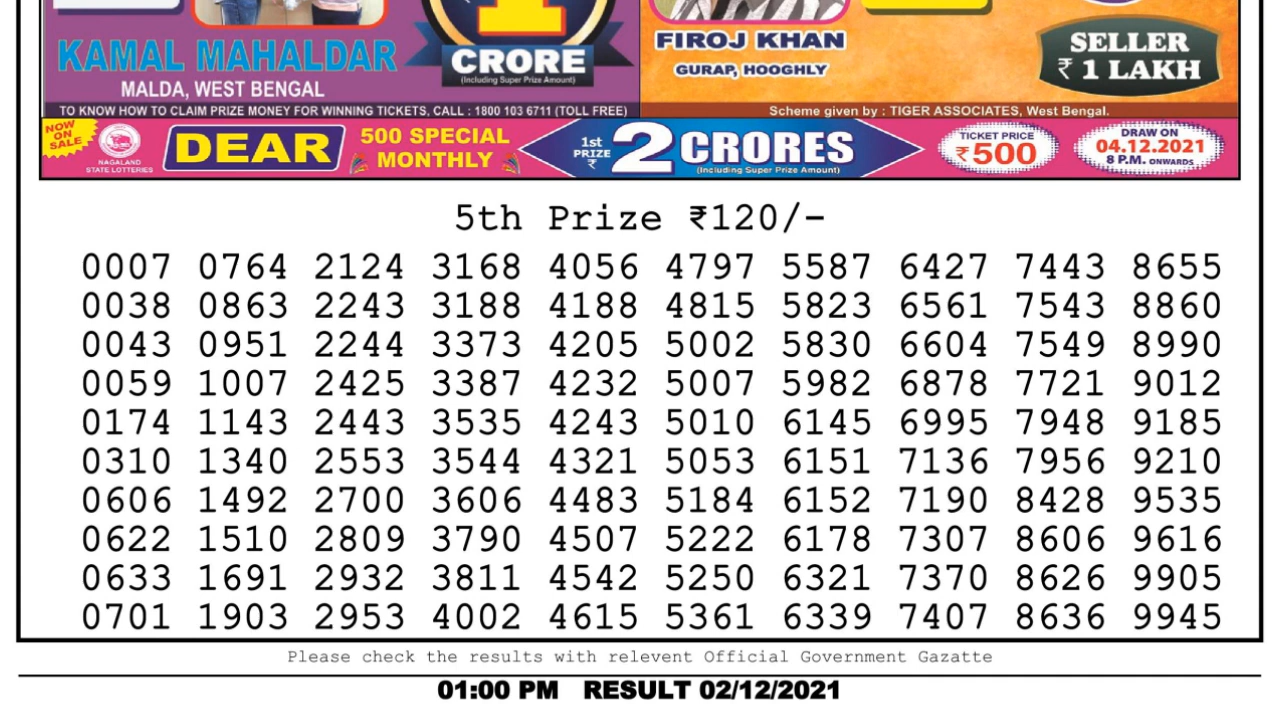 KAMAL MAHALDAR
MALDA, WEST BENGAL
CRORE
(Including Super Prize Amount)
FIROJ KHAN
GURAP, HOOGHLY
SELLER
₹ 1 LAKH
TO KNOW HOW TO CLAIM PRIZE MONEY FOR WINNING TICKETS, CALL : 1800 103 6711 (TOLL FREE)
Scheme given by : TIGER ASSOCIATES, West Bengal.
NOW
ON
SALE
NAGALAND
STATE LOTTERIES
DEAR
500 SPECIAL
MONTHLY
1st
PRIZE
₹
2 CRORES
(Including Super Prize Amount)
TICKET PRICE
₹500
DRAW ON
04.12.2021
8 P.M. ONWARDS
5th Prize ₹120/-
0007 0764 2124 3168 4056 4797 5587 6427 7443 8655
0038 0863 2243 3188 4188 4815 5823 6561 7543 8860
0043 0951 2244 3373 4205 5002 5830 6604 7549 8990
0059 1007 2425 3387 4232 5007 5982 6878 7721 9012
0174 1143 2443 3535 4243 5010 6145 6995 7948 9185
0310 1340 2553 3544 4321 5053 6151 7136 7956 9210
0606 1492 2700 3606 4483 5184 6152 7190 8428 9535
0622 1510 2809 3790 4507 5222 6178 7307 8606 9616
0633 1691 2932 3811 4542 5250 6321 7370 8626 9905
0701 1903 2953 4002 4615 5361 6339 7407 8636 9945
Please check the results with relevent Official Government Gazatte
01:00 PM RESULT 02/12/2021